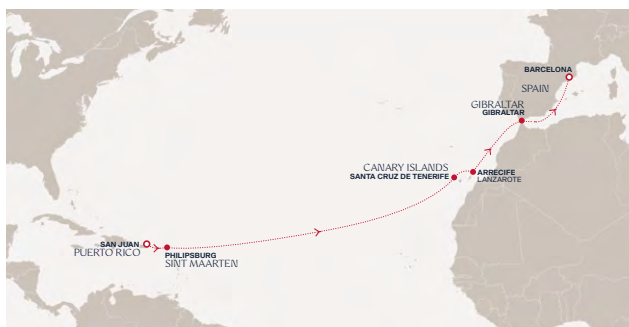 BARCELONA
SPAIN
GIBRALTAR
GIBRALTAR
CANARY ISLANDS
SANTA CRUZ DE TENERIFE
ARRECIFE
LANZAROTE
SAN JUAN
PUERTO RICO
PHILIPSBURG
SINT MAARTEN